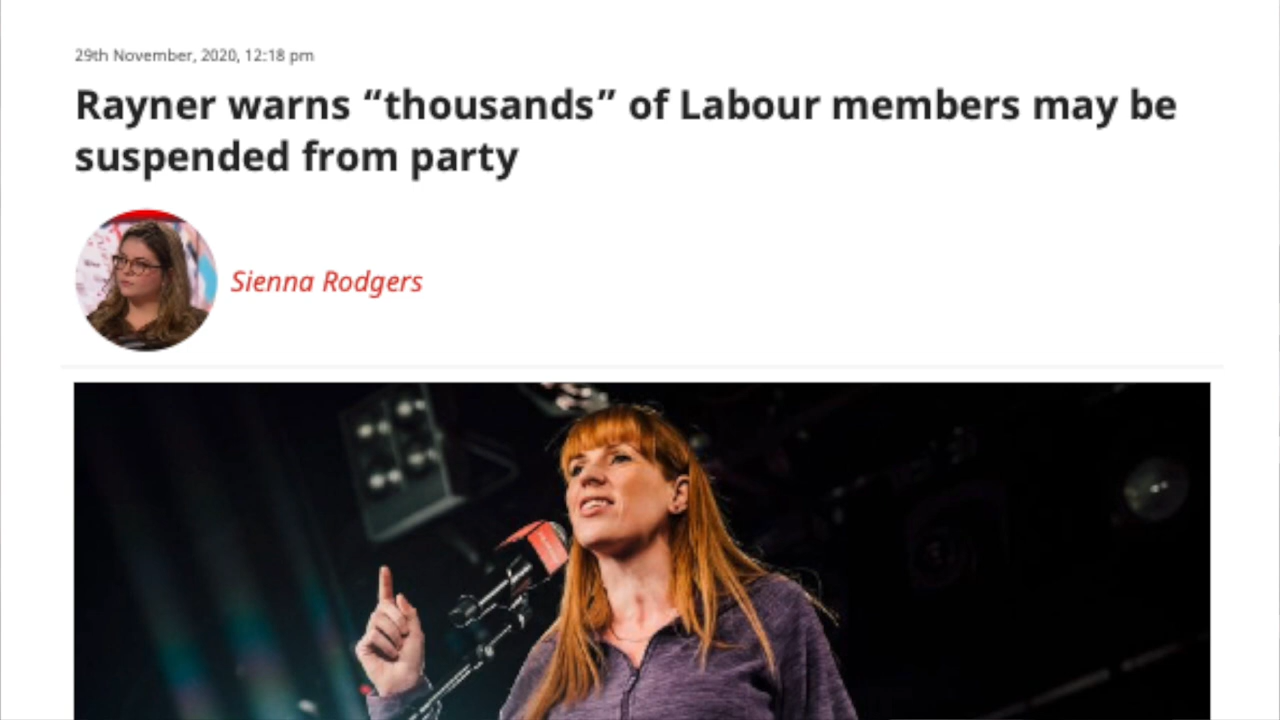 29th November, 2020, 12:18 pm
Rayner warns “thousands” of Labour members may be
suspended from party
Sienna Rodgers